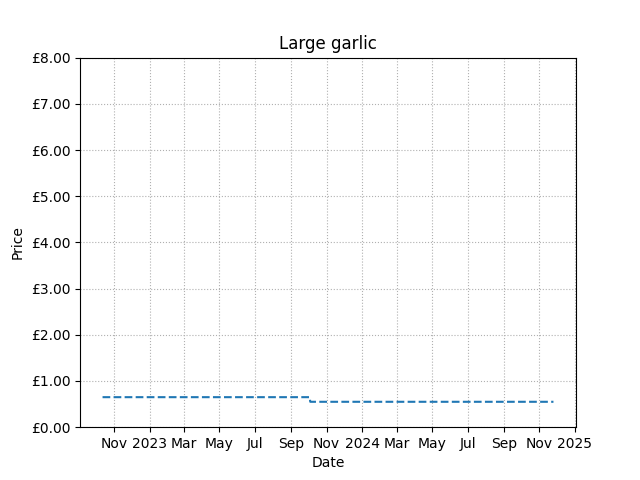 Large garlic
£8.00
£7.00
£6.00
£5.00
£4.00
£3.00
£2.00
£1.00
£0.00
Price
Nov 2023 Mar May Jul Sep Nov 2024 Mar May Jul Sep Nov 2025
Date